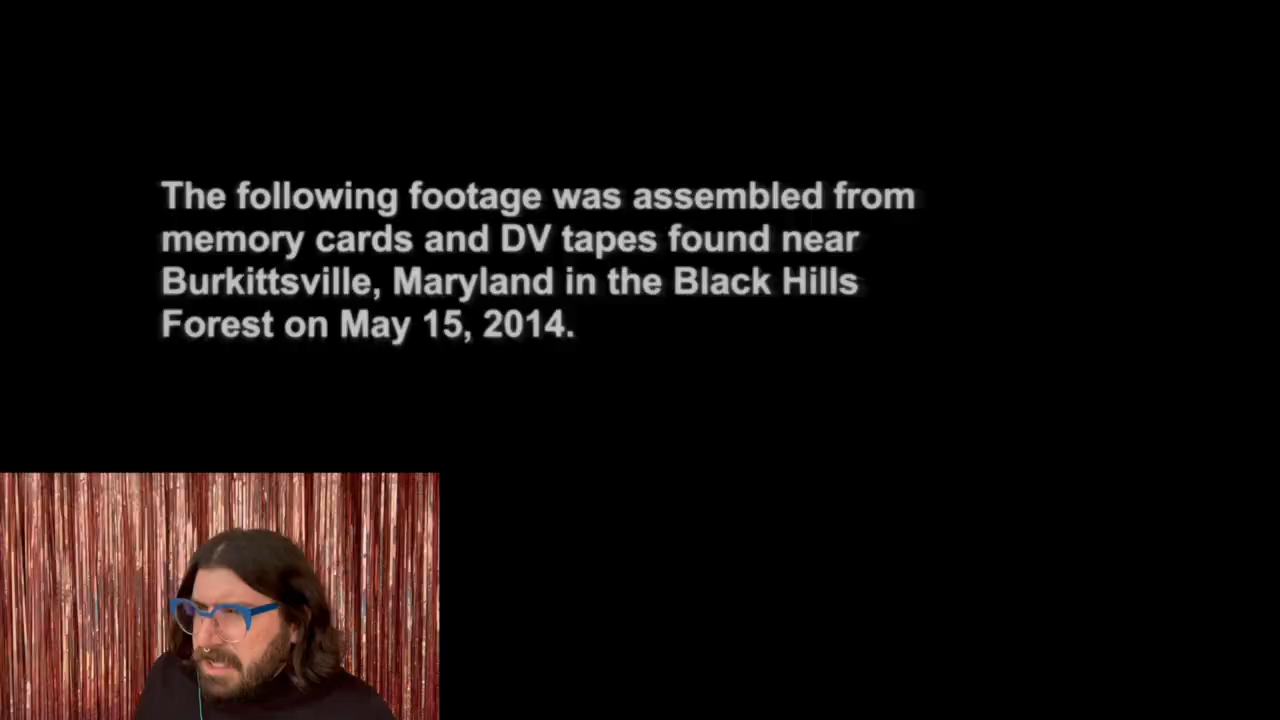 The following footage was assembled from
memory cards and DV tapes found near
Burkittsville, Maryland in the Black Hills
Forest on May 15, 2014.